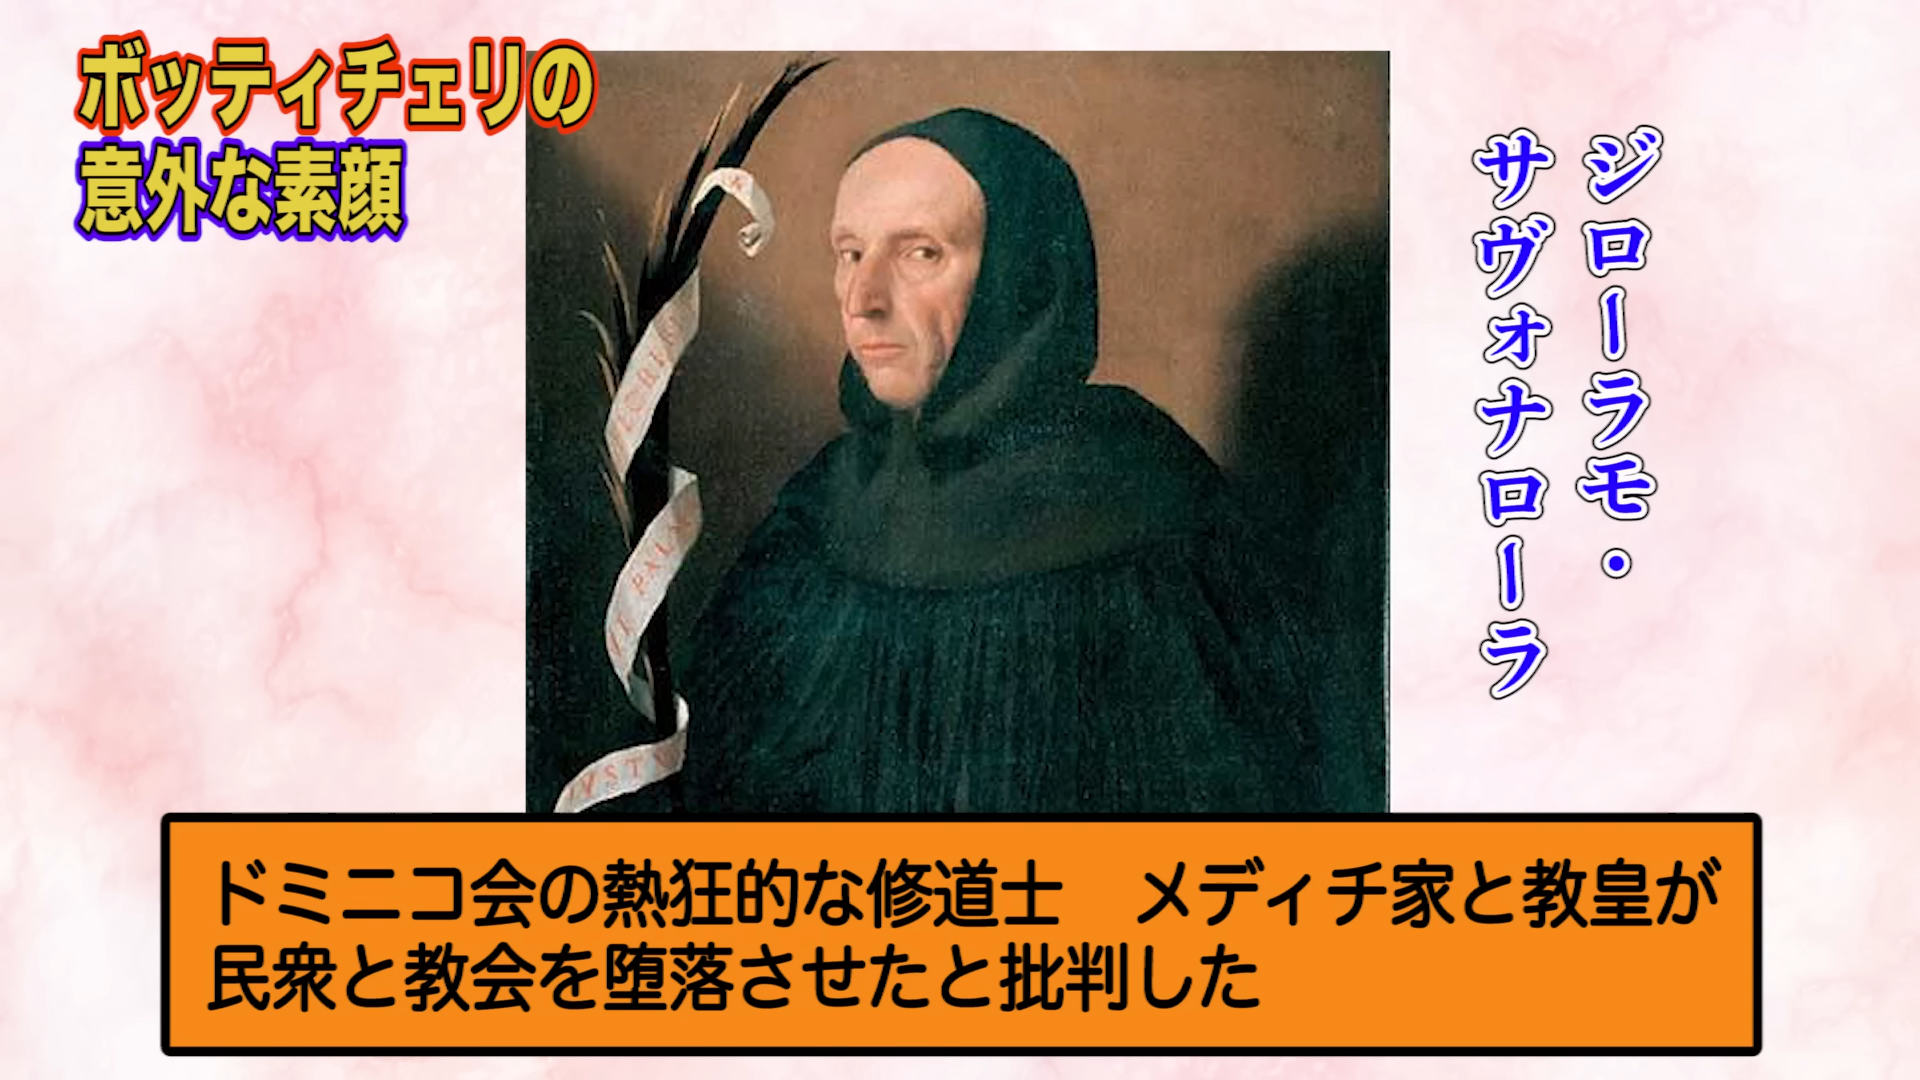 ボッティチェリの
意外な素顔
ジローラモ・
サヴォナローラ
ドミニコ会の熱狂的な修道士　メディチ家と教皇が
民衆と教会を堕落させたと批判した